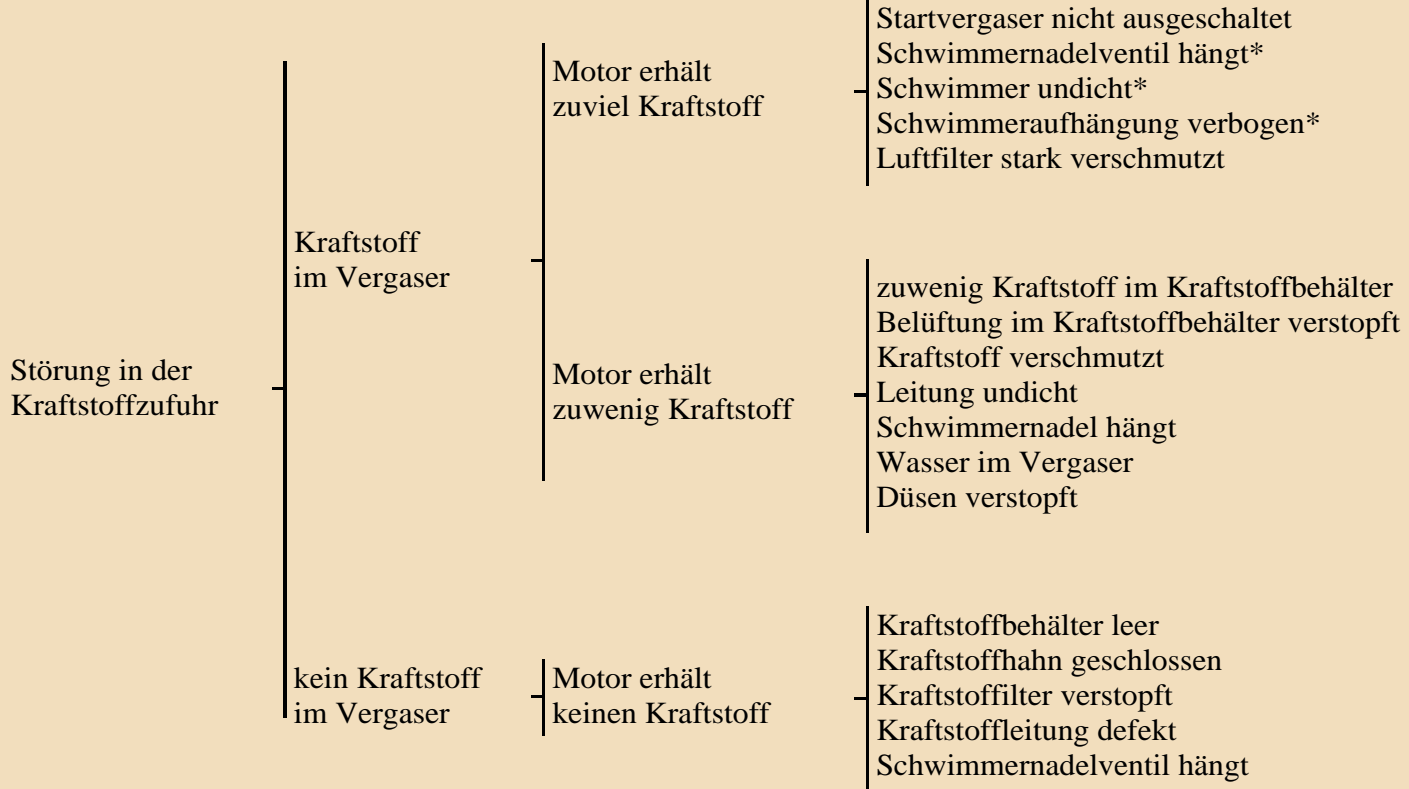 Störung in der
Kraftstoffzufuhr
Kraftstoff
im Vergaser
Motor erhält
zuviel Kraftstoff
Startvergaser nicht ausgeschaltet
Schwimmernadelventil hängt*
Schwimmer undicht*
Schwimmeraufhängung verbogen*
Luftfilter stark verschmutzt
Motor erhält
zuwenig Kraftstoff
zuwenig Kraftstoff im Kraftstoffbehälter
Belüftung im Kraftstoffbehälter verstopft
Kraftstoff verschmutzt
Leitung undicht
Schwimmernadel hängt
Wasser im Vergaser
Düsen verstopft
kein Kraftstoff
im Vergaser
Motor erhält
keinen Kraftstoff
Kraftstoffbehälter leer
Kraftstoffhahn geschlossen
Kraftstoffilter verstopft
Kraftstoffleitung defekt
Schwimmernadelventil hängt